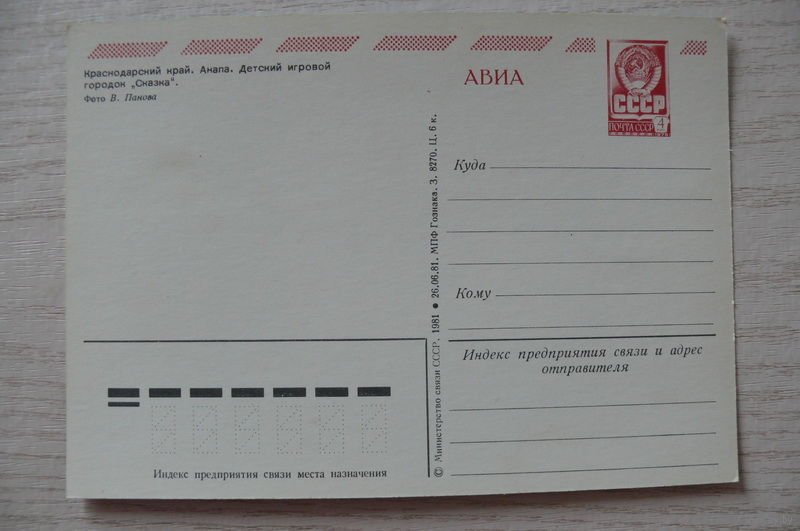 Краснодарский край. Анапа. Детский игровой
городок „Сказка".
Фото В. Панова
АВИА
СССР
ПОЧТА СССР 4
Куда
Кому
Индекс предприятия связи и адрес
отправителя
© Министерство связи СССР. 1981 ● 26.06.81. МПФ Гознака. З. 8270. Ц. 6 к.
Индекс предприятия связи места назначения